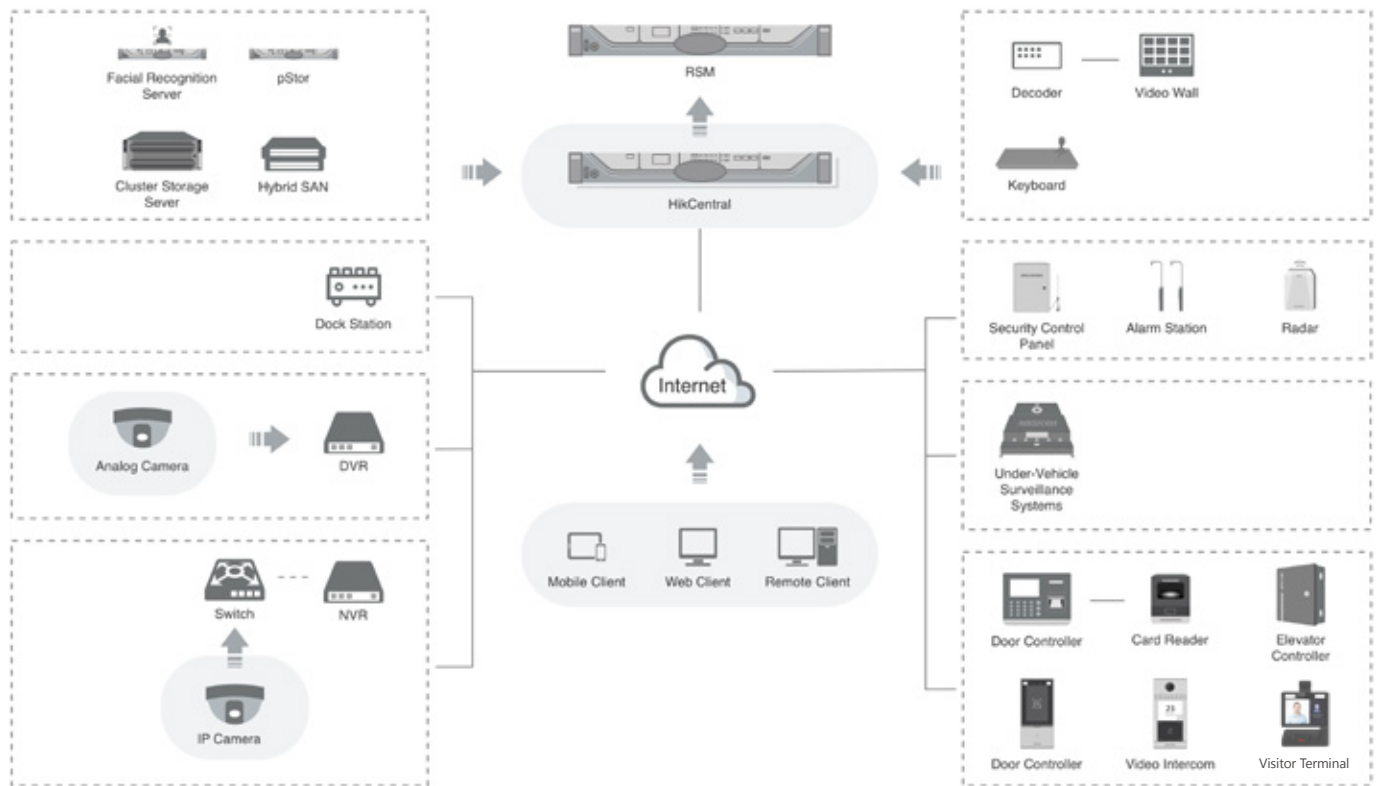 Facial Recognition
Server
pStor
Cluster Storage
Sever
Hybrid SAN
RSM
HikCentral
Decoder
Video Wall
Keyboard
Dock Station
Internet
Security Control
Panel
Alarm Station
Radar
Analog Camera
DVR
Under-Vehicle
Surveillance
Systems
Mobile Client
Web Client
Remote Client
Switch
NVR
IP Camera
Door Controller
Card Reader
Elevator
Controller
23
Door Controller
Video Intercom
Visitor Terminal